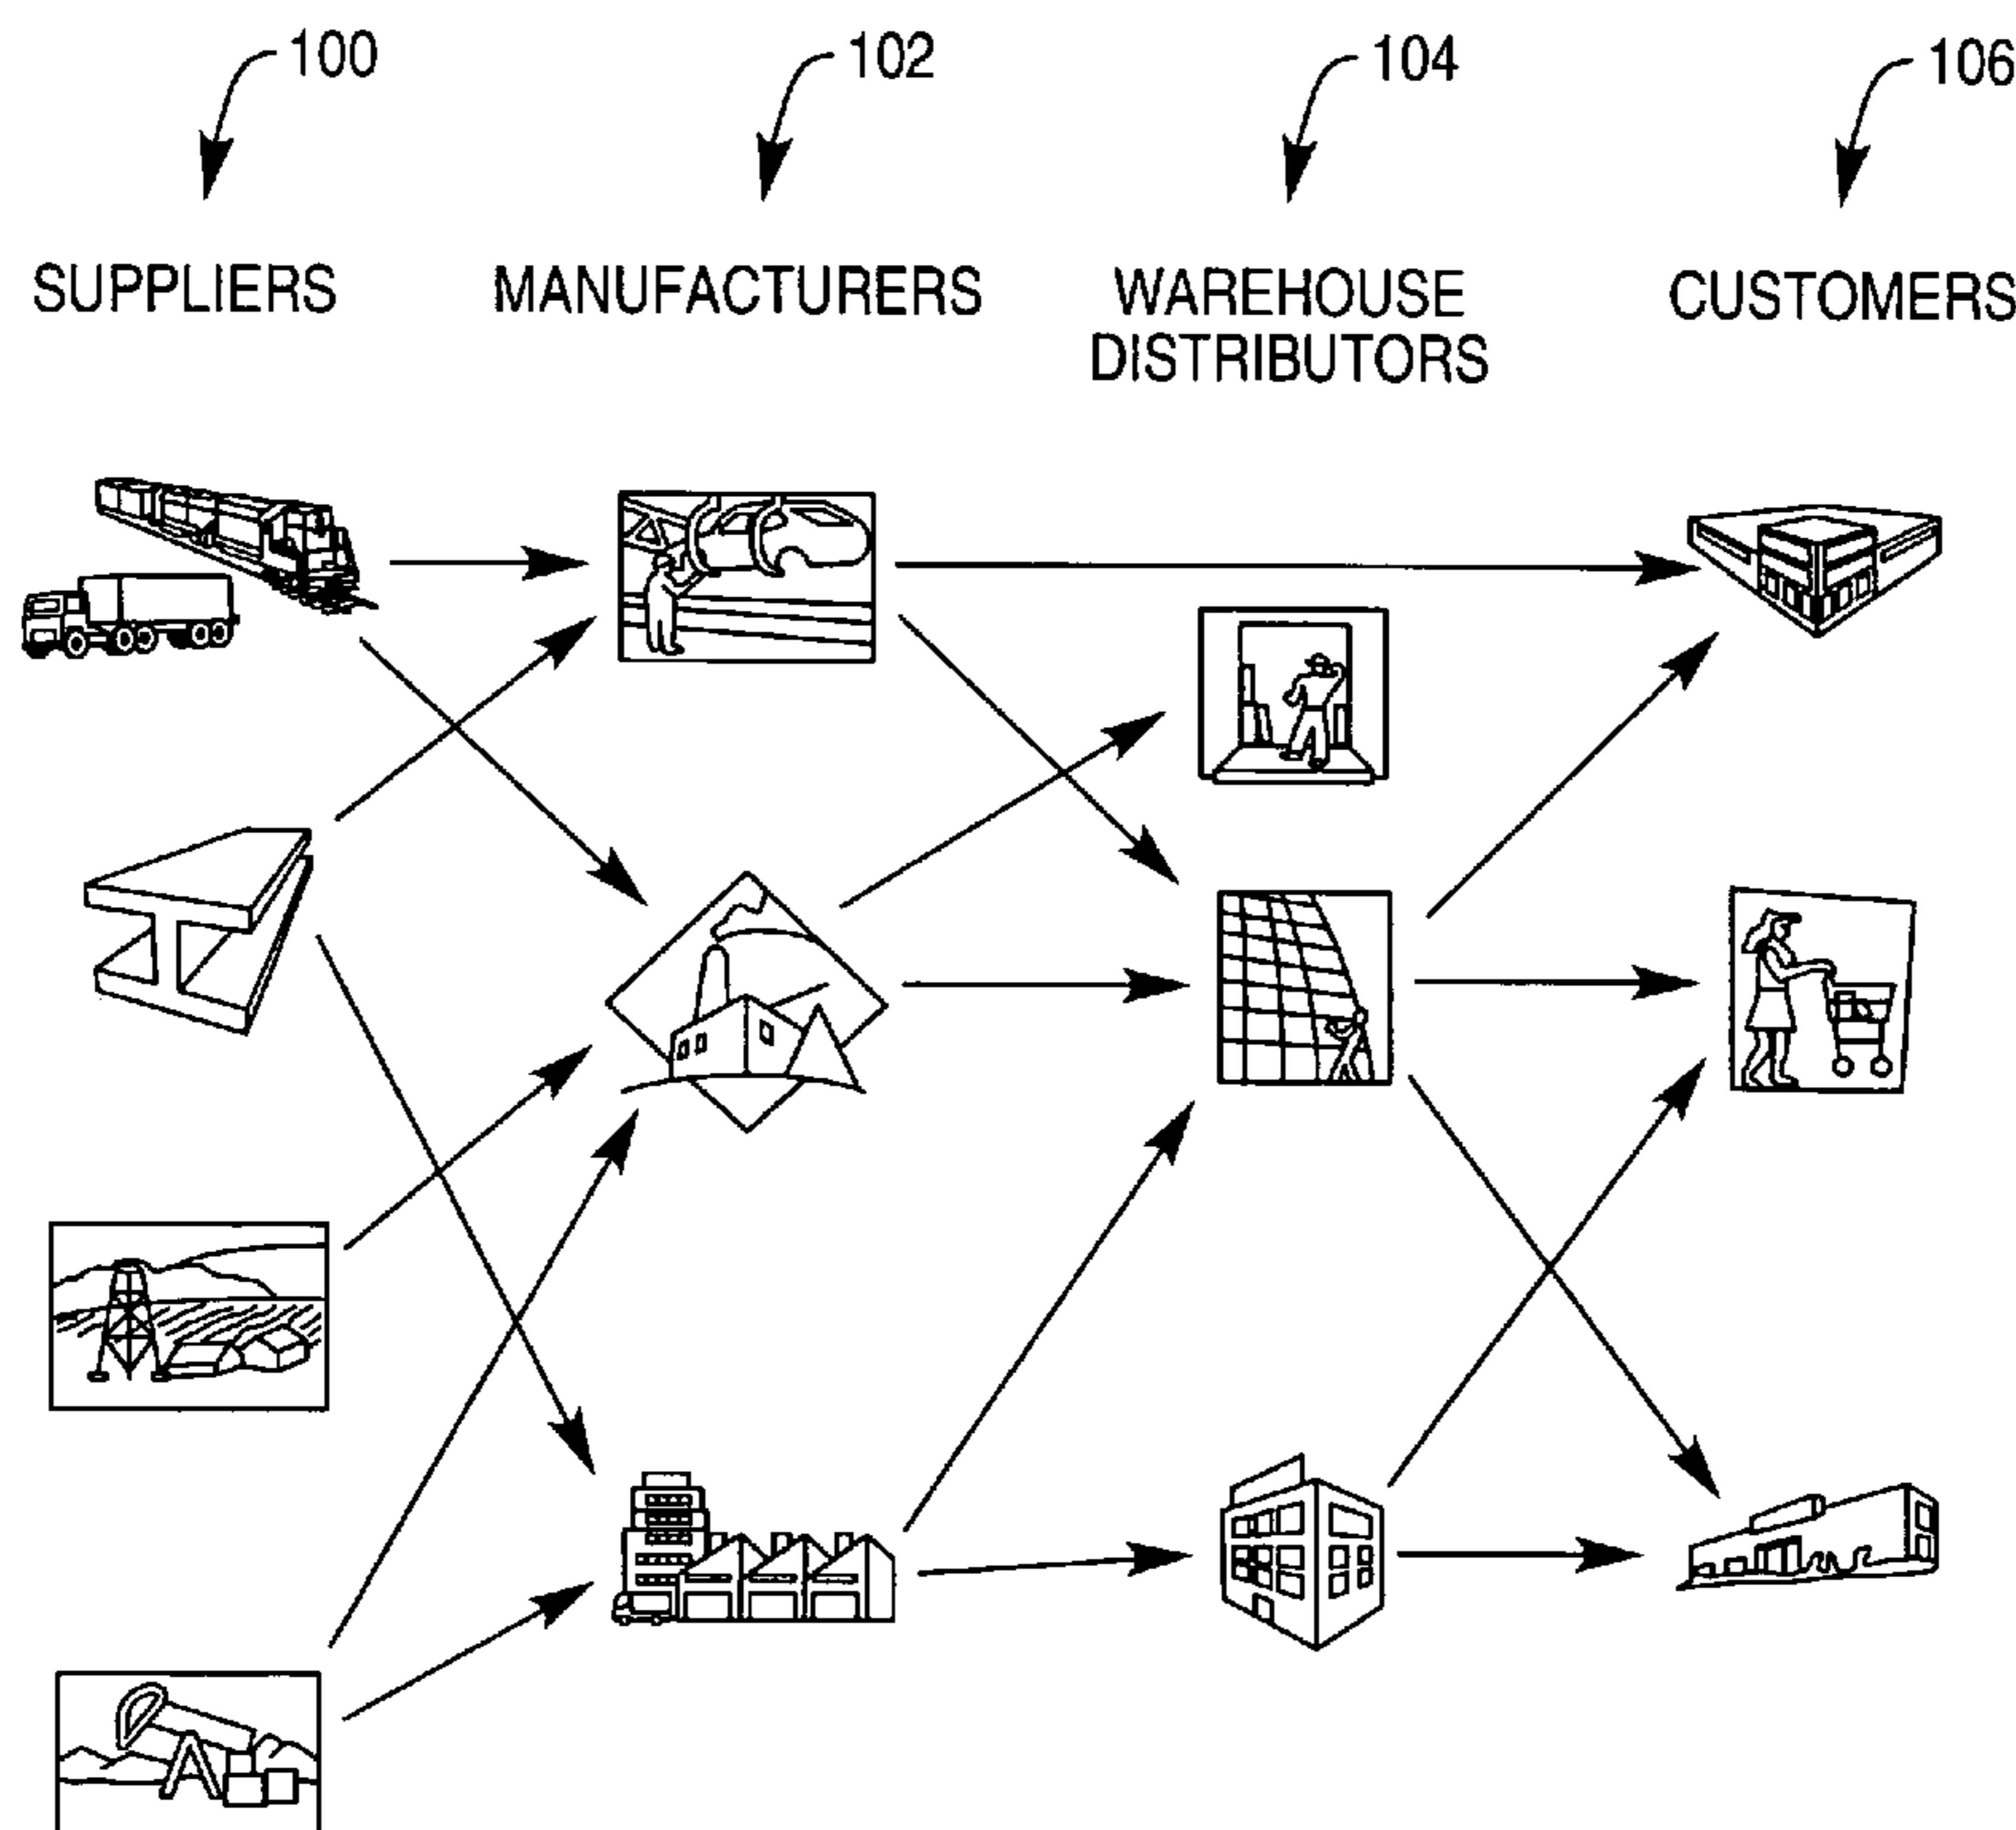 100
102
104
106
SUPPLIERS
MANUFACTURERS
WAREHOUSE
DISTRIBUTORS
CUSTOMERS